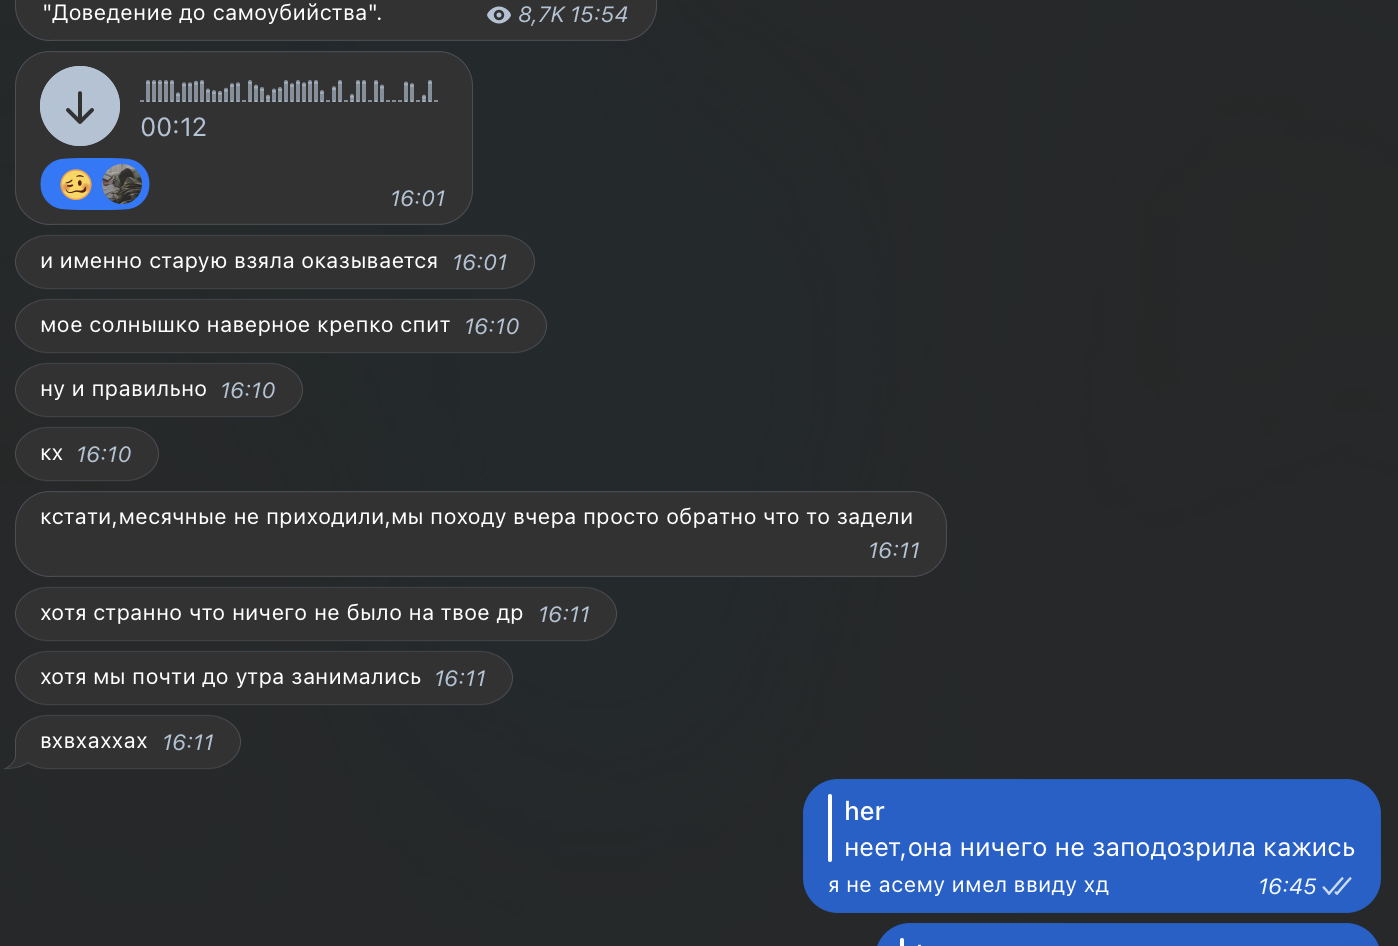 "Доведение до самоубийства".
8,7K 15:54
00:12
16:01
и именно старую взяла оказывается 16:01
мое солнышко наверное крепко спит 16:10
ну и правильно 16:10
кх 16:10
кстати,месячные не приходили,мы походу вчера просто обратно что то задели
16:11
хотя странно что ничего не было на твое др 16:11
хотя мы почти до утра занимались 16:11
вхвхаххах 16:11
her
неет,она ничего не заподозрила кажись
я не асему имел ввиду хд 16:45